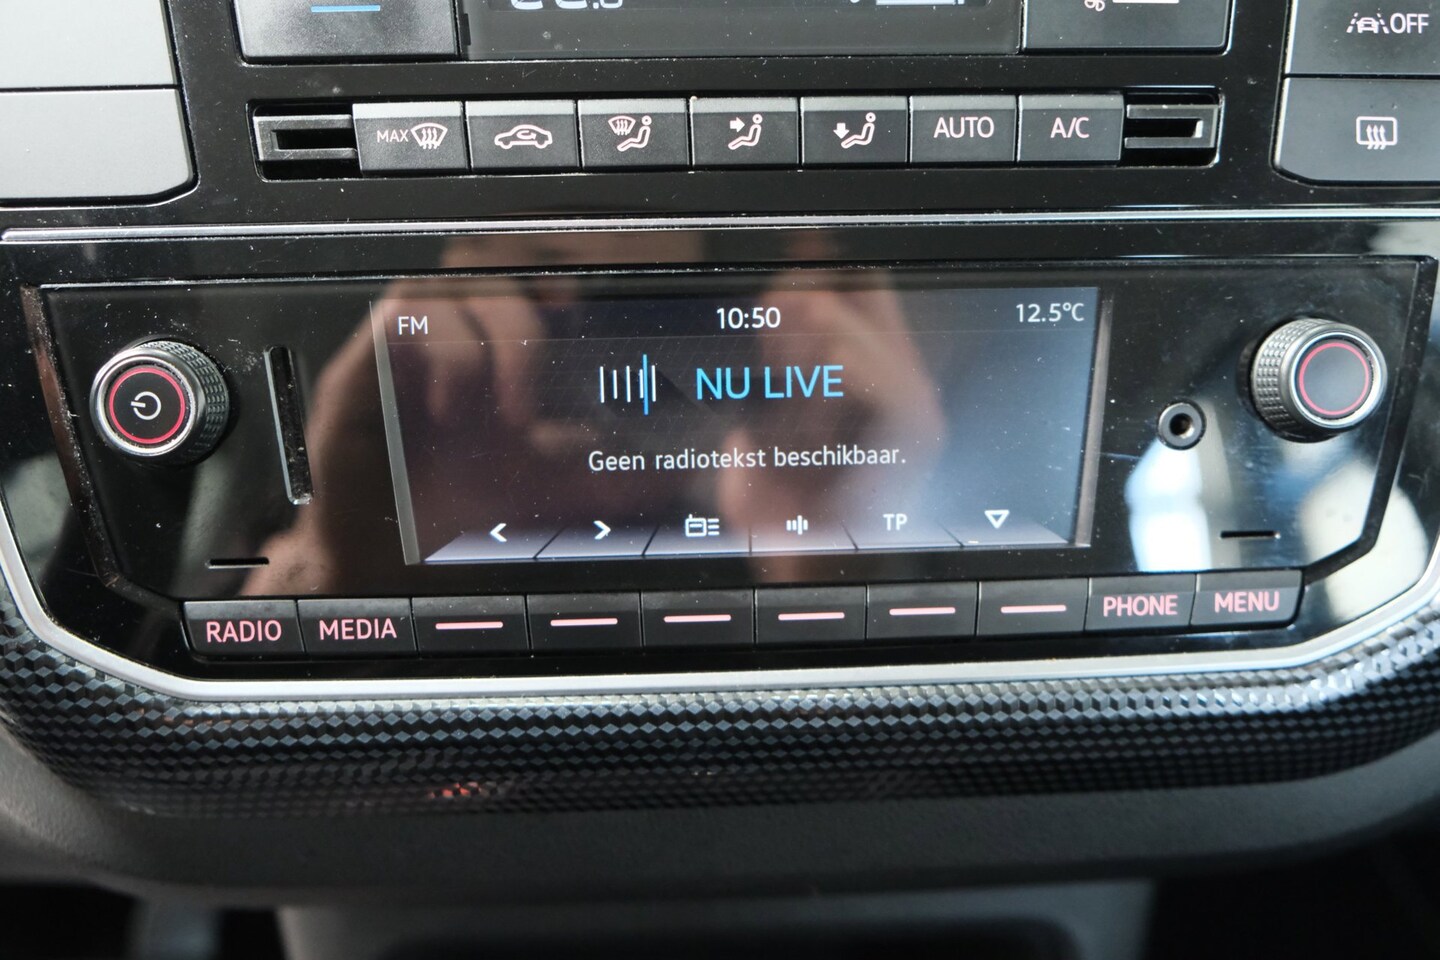 OFF
MAX
AUTO
A/C
FM
10:50
12.5°C
NU LIVE
Geen radiotekst beschikbaar.
TP
RADIO
MEDIA
PHONE
MENU